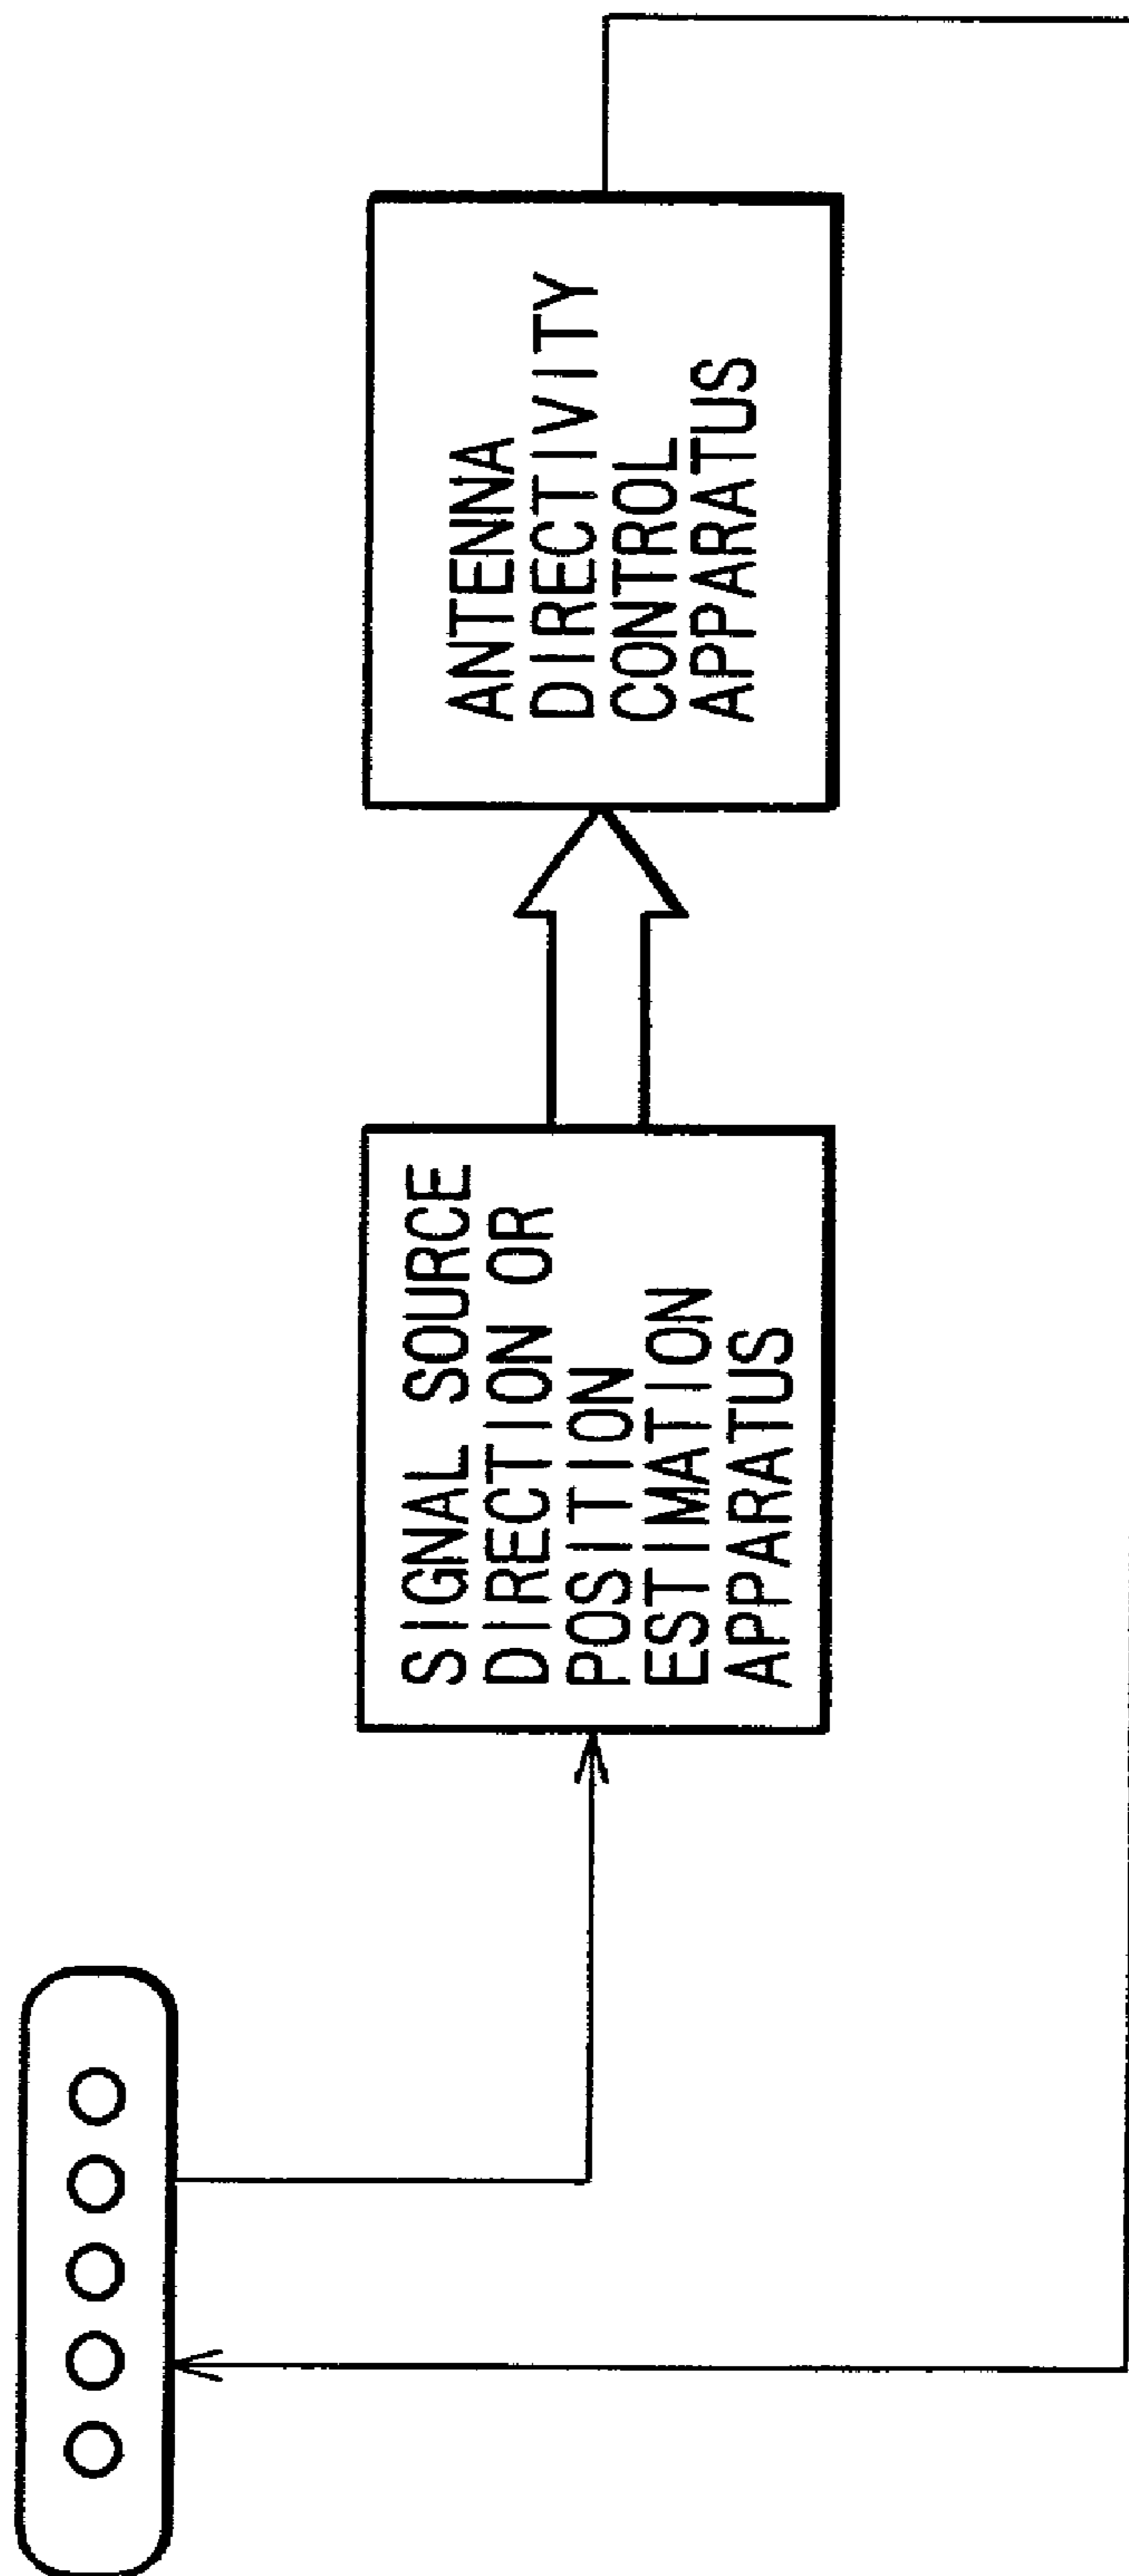 SIGNAL SOURCE
DIRECTION OR
POSITION
ESTIMATION
APPARATUS
ANTENNA
DIRECTIVITY
CONTROL
APPARATUS